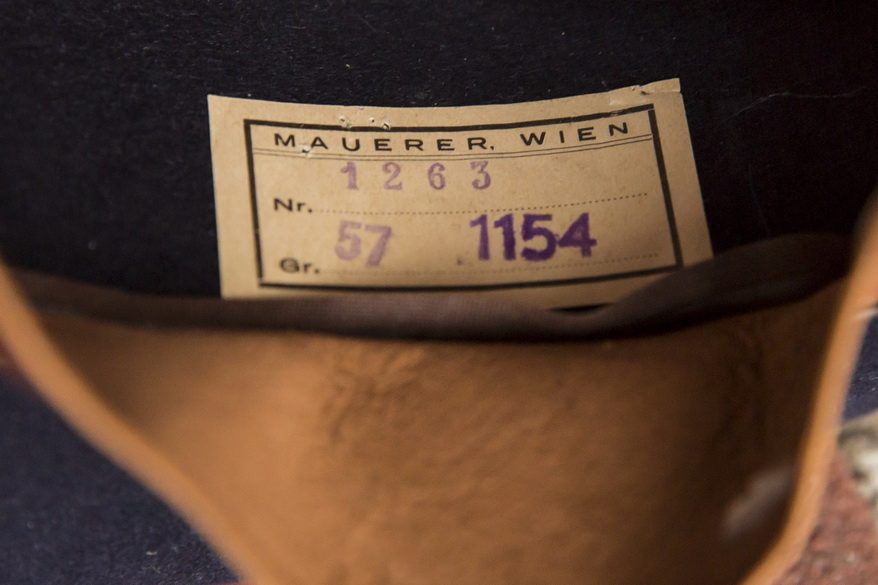 MAUERER, WIEN
1263
Nr.
57 1154
Gr.